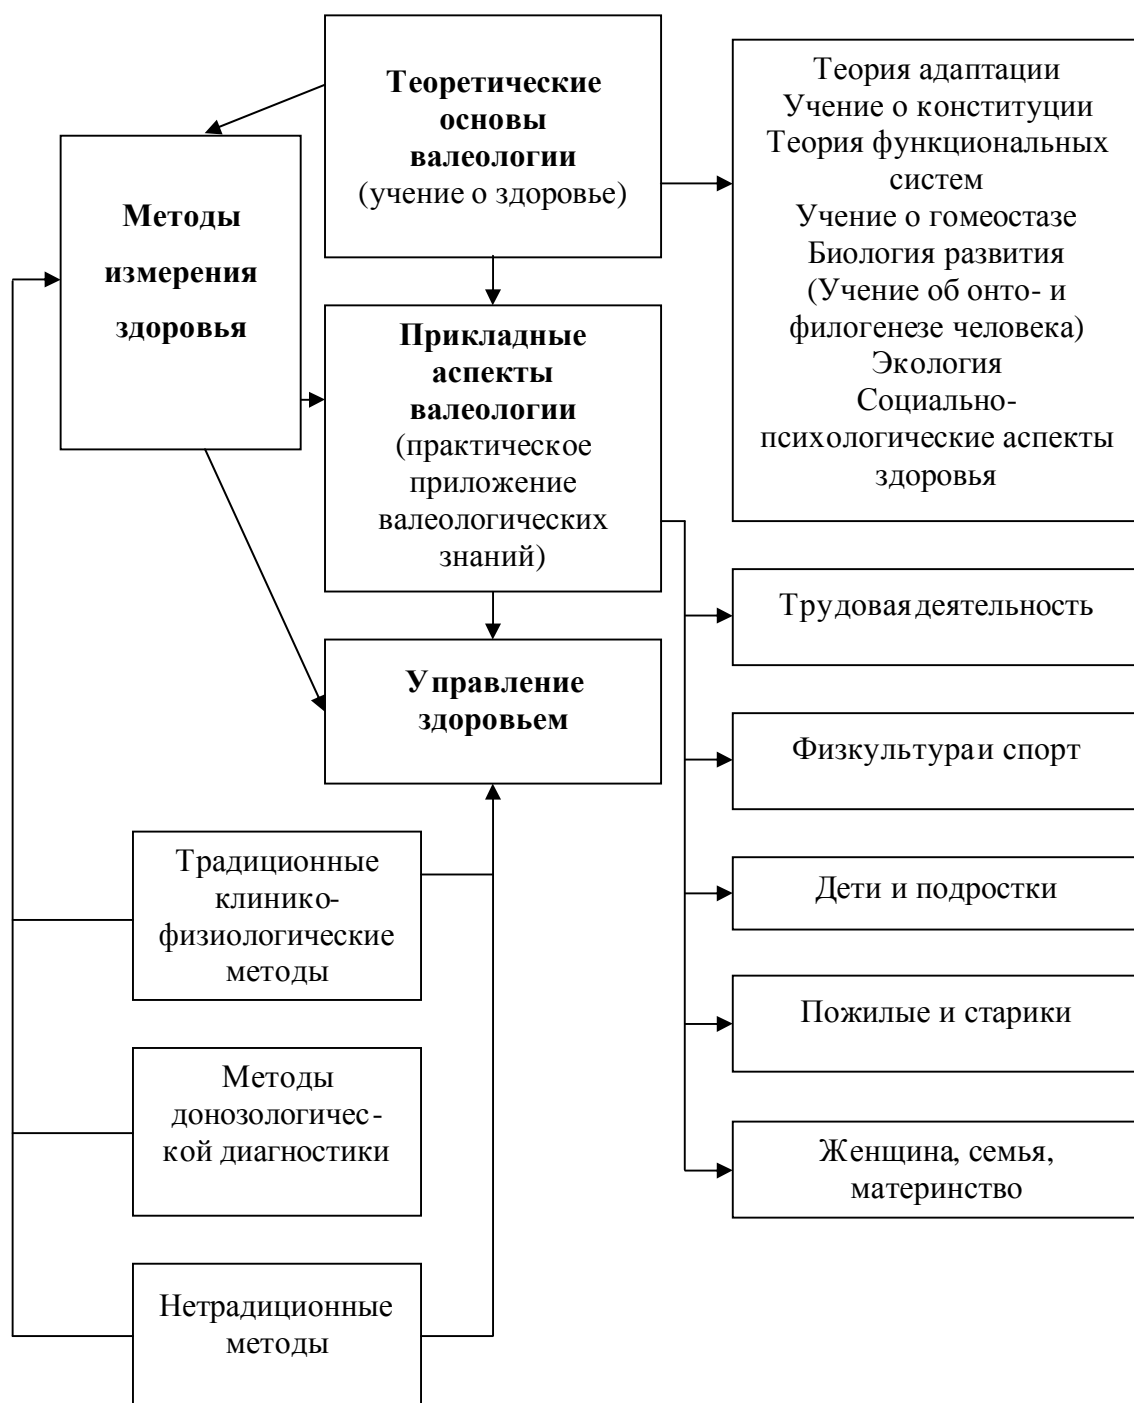 Теоретические
основы
валеологии
(учение о здоровье)
Теория адаптации
Учение о конституции
Теория функциональных
систем
Учение о гомеостазе
Биология развития
(Учение об онто- и
филогенезе человека)
Экология
Социально-
психологические аспекты
здоровья
Методы
измерения
здоровья
Прикладные
аспекты
валеологии
(практическое
приложение
валеологических
знаний)
Управление
здоровьем
Трудовая деятельность
Физкультура и спорт
Дети и подростки
Пожилые и старики
Женщина, семья,
материнство
Традиционные
клинико-
физиологические
методы
Методы
донозологичес-
кой диагностики
Нетрадиционные
методы